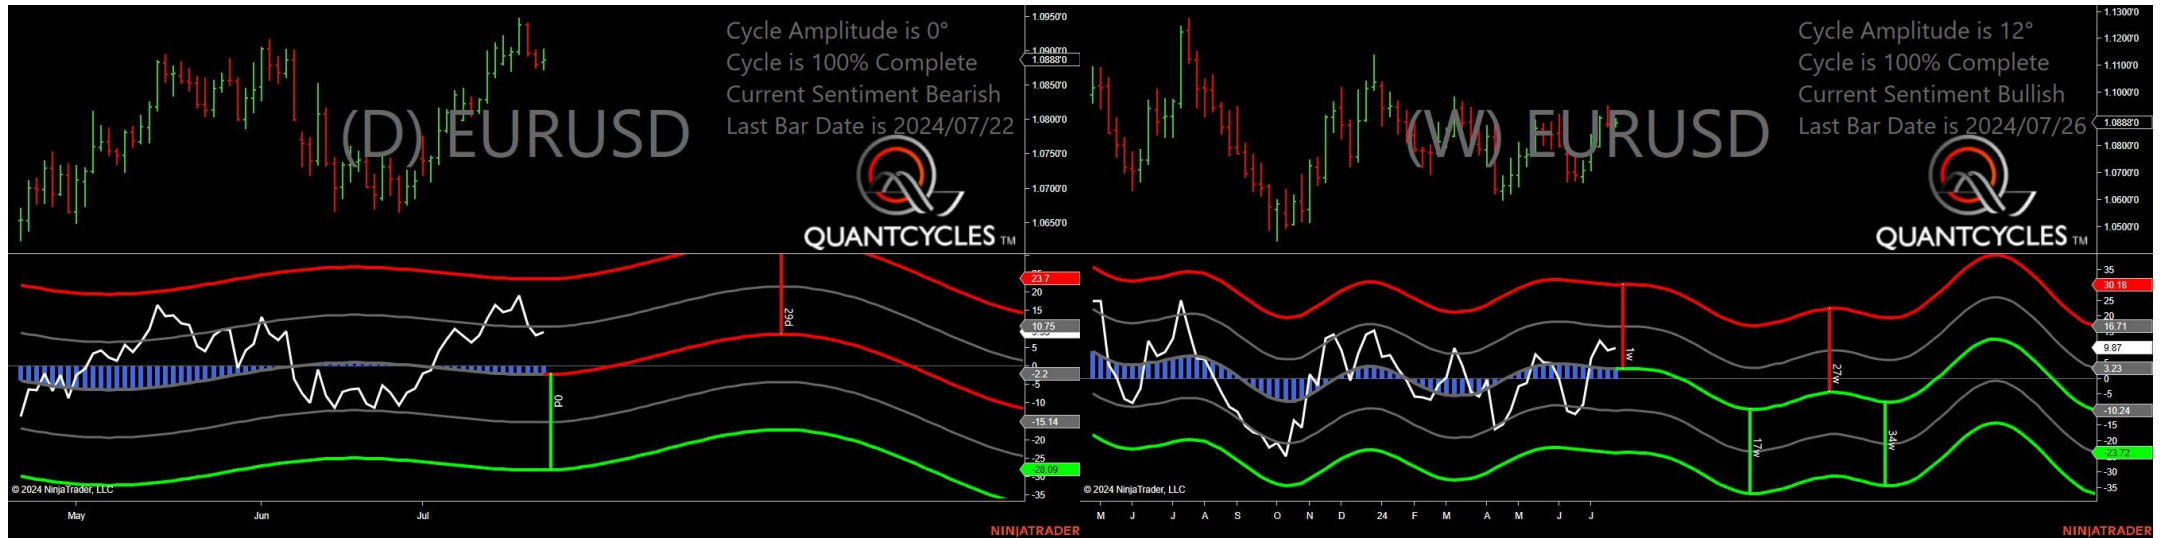 Cycle Amplitude is 0°
Cycle is 100% Complete
Current Sentiment Bearish
Last Bar Date is 2024/07/22
(D) EURUSD
QUANTCYCLES TM
1.0950'0
1.0900'0
1.0888'0
1.0850'0
1.0800'0
1.0750'0
1.0700'0
1.0650'0
23.7
20
15
10.75
5
-2.2
-5
-10
-15.14
-20
-25
-28.09
-30
-35
29d
0d
© 2024 NinjaTrader, LLC
May
Jun
Jul
NINJATRADER
Cycle Amplitude is 12°
Cycle is 100% Complete
Current Sentiment Bullish
Last Bar Date is 2024/07/26
(W) EURUSD
QUANTCYCLES TM
1.1300'0
1.1200'0
1.1100'0
1.1000'0
1.0888'0
1.0800'0
1.0700'0
1.0600'0
1.0500'0
35
30.18
25
20
16.71
9.87
5
3.23
0
-5
-10.24
-15
-20
-23.72
-30
-35
1w
27w
17w
34w
© 2024 NinjaTrader, LLC
M
J
J
A
S
O
N
D
24
F
M
A
M
J
J
NINJATRADER